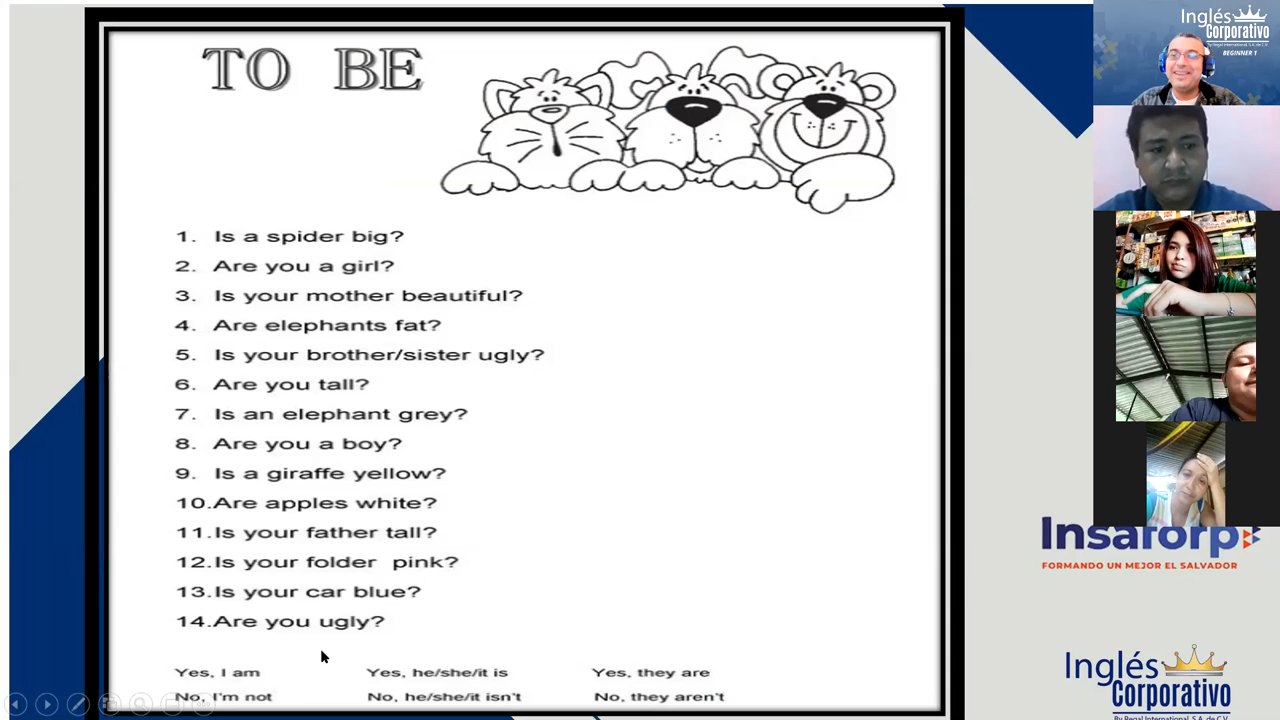 TO BE
1. Is a spider big?
2. Are you a girl?
3. Is your mother beautiful?
4. Are elephants fat?
5. Is your brother/sister ugly?
6. Are you tall?
7. Is an elephant grey?
8. Are you a boy?
9. Is a giraffe yellow?
10.Are apples white?
11.Is your father tall?
12.Is your folder pink?
13.Is your car blue?
14.Are you ugly?
Yes, I am Yes, he/she/it is Yes, they are
No, I'm not No, he/she/it isn't No, they aren't
Inglés
Corporativo
By Regal International, S.A. de C.V.
BEGINNER 1
Insaforp
FORMANDO UN MEJOR EL SALVADOR
Inglés
Corporativo
By Regal International, S.A. de C.V.